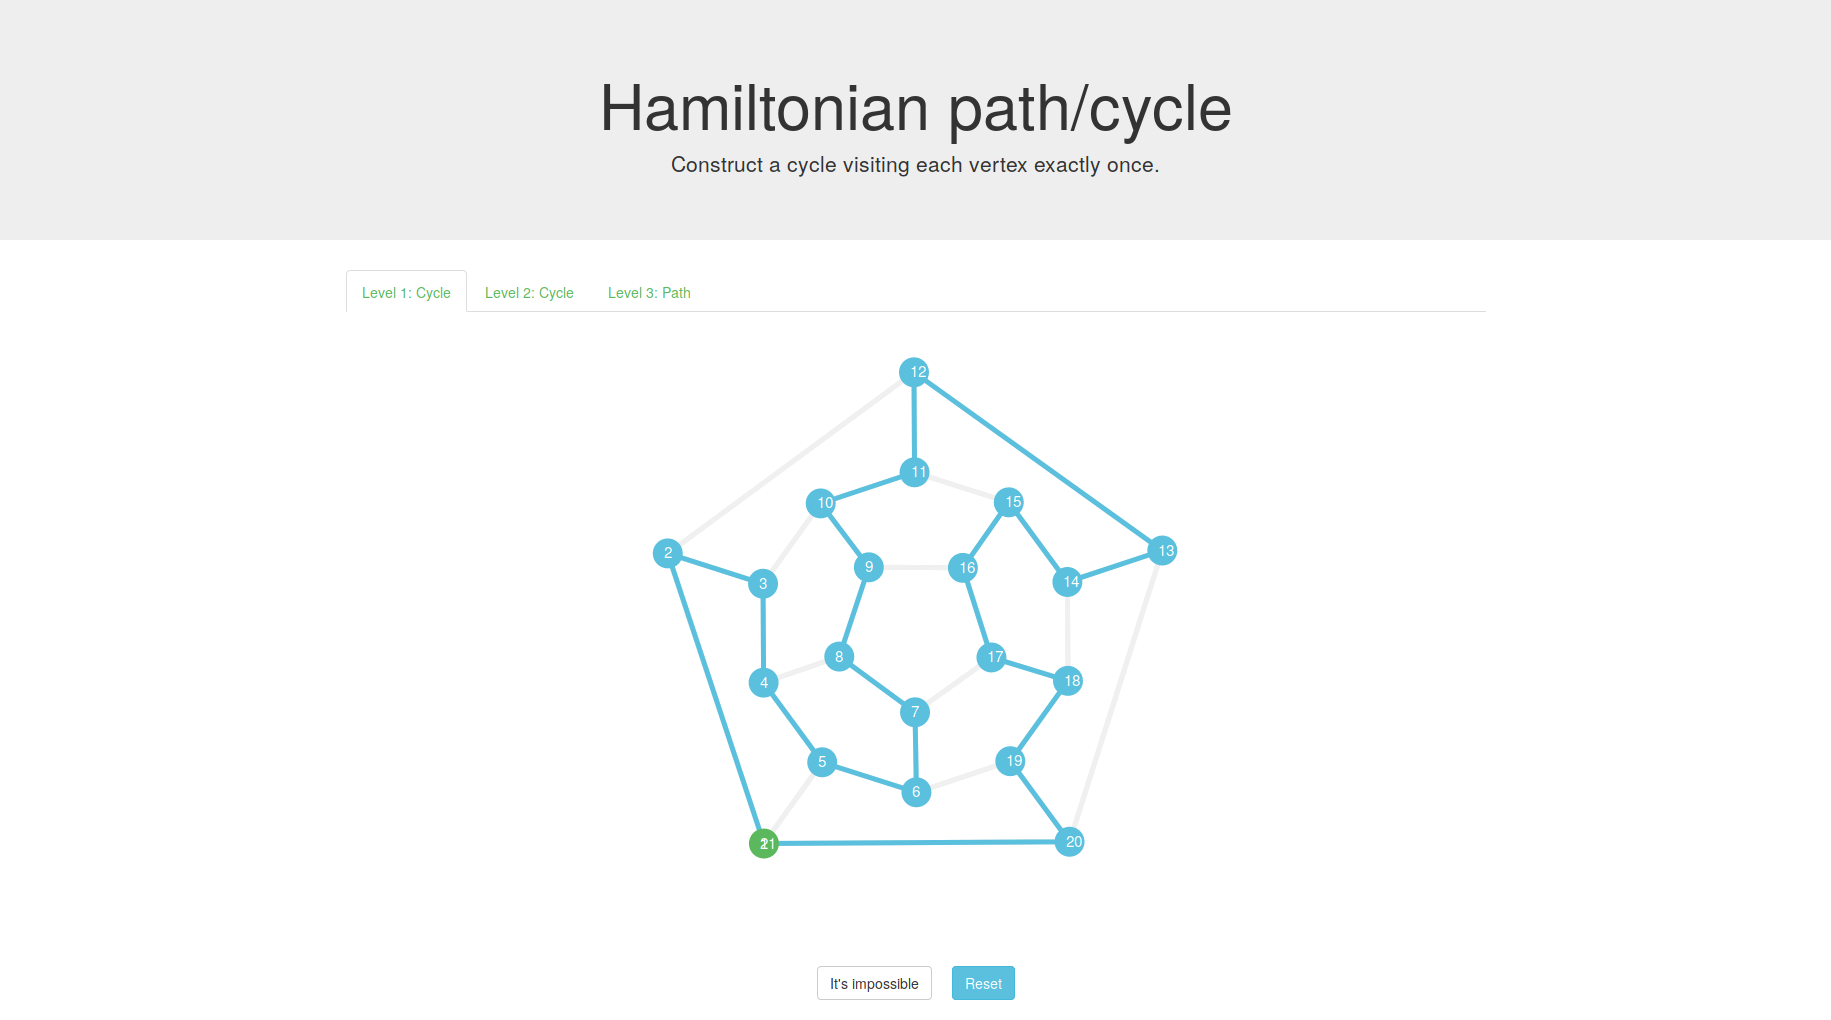 Hamiltonian path/cycle
Construct a cycle visiting each vertex exactly once.
Level 1: Cycle
Level 2: Cycle
Level 3: Path
12
11
10
15
2
13
3
9
16
14
8
17
4
18
7
5
19
6
20
It's impossible
Reset